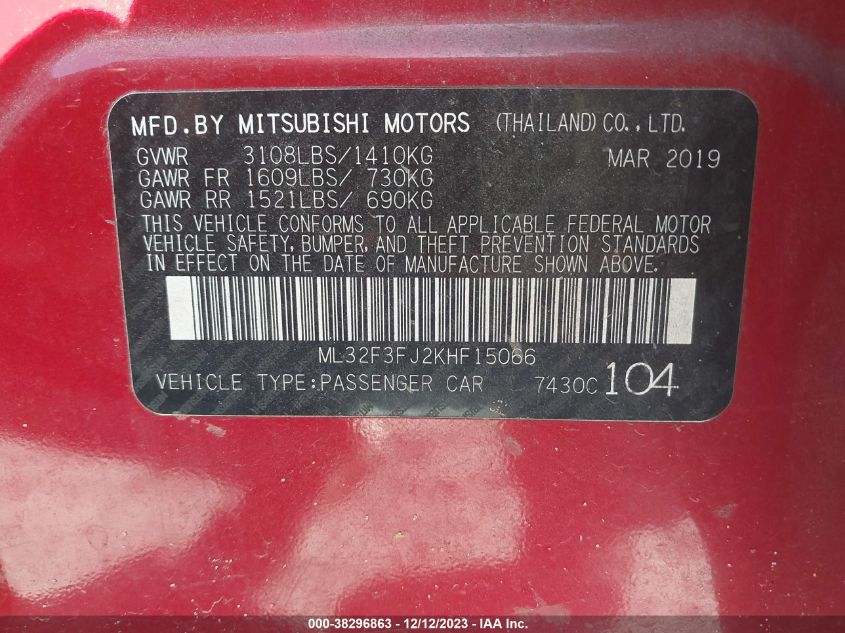 MFD.BY MITSUBISHI MOTORS (THAILAND) CO., LTD.
GVWR 3108LBS/1410KG MAR 2019
GAWR FR 1609LBS/ 730KG
GAWR RR 1521LBS/ 690KG
THIS VEHICLE CONFORMS TO ALL APPLICABLE FEDERAL MOTOR
VEHICLE SAFETY, BUMPER, AND THEFT PREVENTION STANDARDS
IN EFFECT ON THE DATE OF MANUFACTURE SHOWN ABOVE.
ML32F3FJ2KHF15066
VEHICLE TYPE:PASSENGER CAR 7430C 104
000-38296863 - 12/12/2023 - IAA Inc.